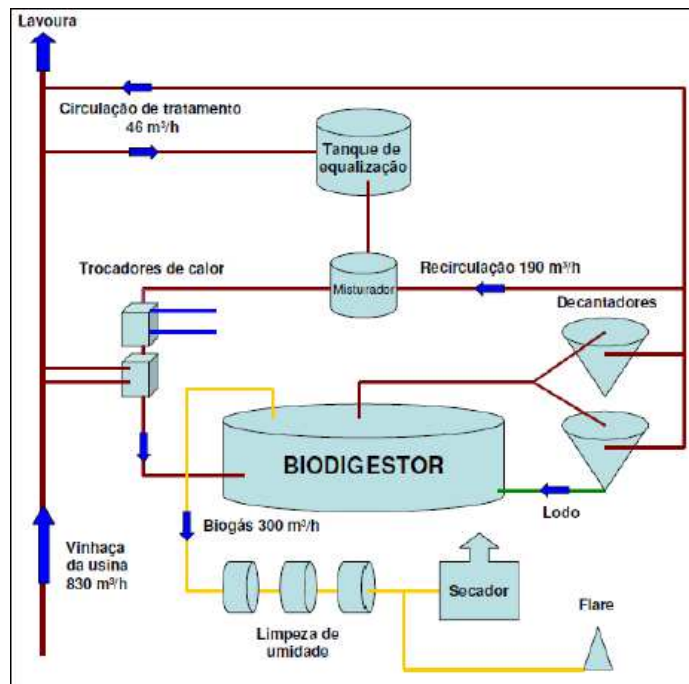 Lavoura
Circulação de tratamento
46 m³/h
Tanque de
equalização
Trocadores de calor
Misturador
Recirculação 190 m³/h
Decantadores
BIODIGESTOR
Lodo
Biogás 300 m³/h
Vinhaça
da usina
830 m³/h
Limpeza de
umidade
Secador
Flare